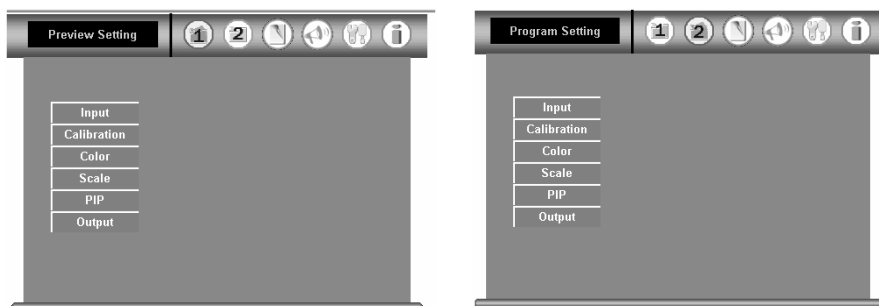 Preview Setting 1 2 i
Input
Calibration
Color
Scale
PIP
Output
Program Setting 1 2 i
Input
Calibration
Color
Scale
PIP
Output